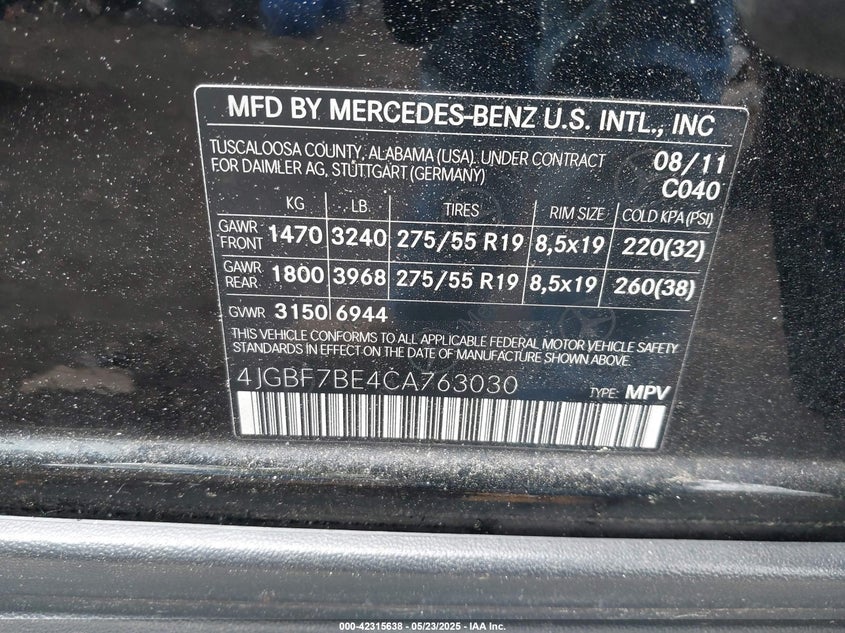 MFD BY MERCEDES-BENZ U.S. INTL., INC
TUSCALOOSA COUNTY, ALABAMA (USA). UNDER CONTRACT 08/11
FOR DAIMLER AG, STUTTGART (GERMANY) C040
KG LB TIRES RIM SIZE COLD KPA (PSI)
GAWR FRONT 1470 3240 275/55 R19 8,5x19 220(32)
GAWR REAR 1800 3968 275/55 R19 8,5x19 260(38)
GVWR 3150 6944
THIS VEHICLE CONFORMS TO ALL APPLICABLE FEDERAL MOTOR VEHICLE SAFETY
STANDARDS IN EFFECT ON THE DATE OF MANUFACTURE SHOWN ABOVE.
4JGBF7BE4CA763030 TYPE: MPV
000-42315638 - 05/23/2025 - IAA Inc.